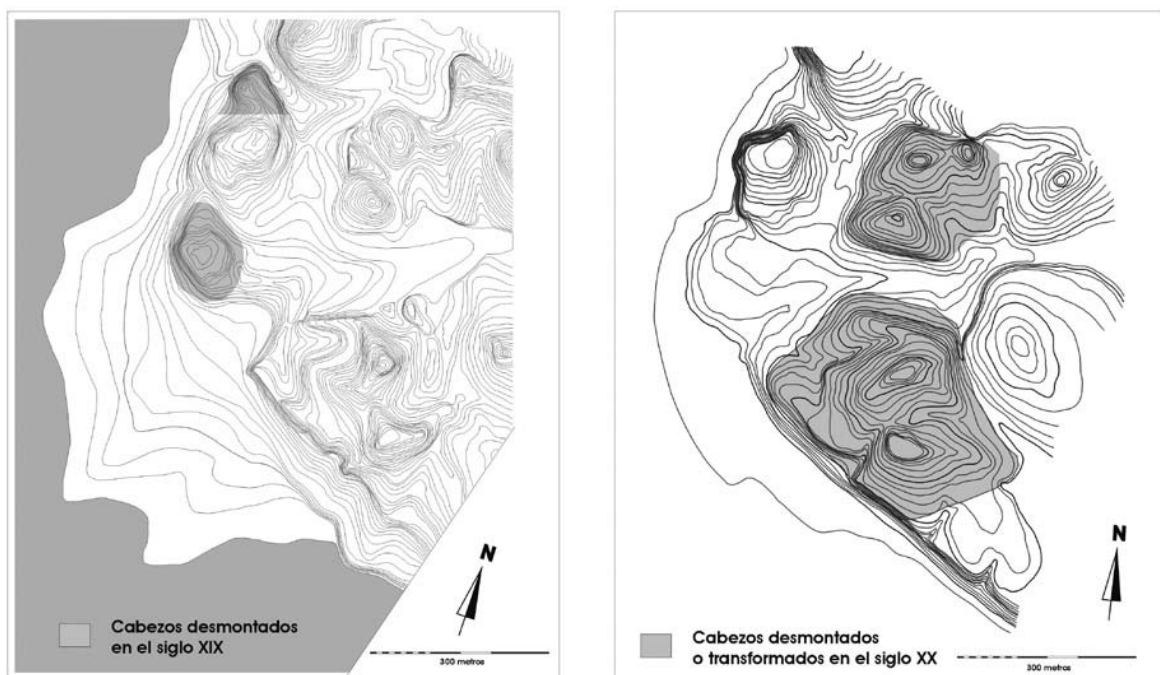 N
Cabezos desmontados
en el siglo XIX
300 metros
N
Cabezos desmontados
o transformados en el siglo XX
300 metros